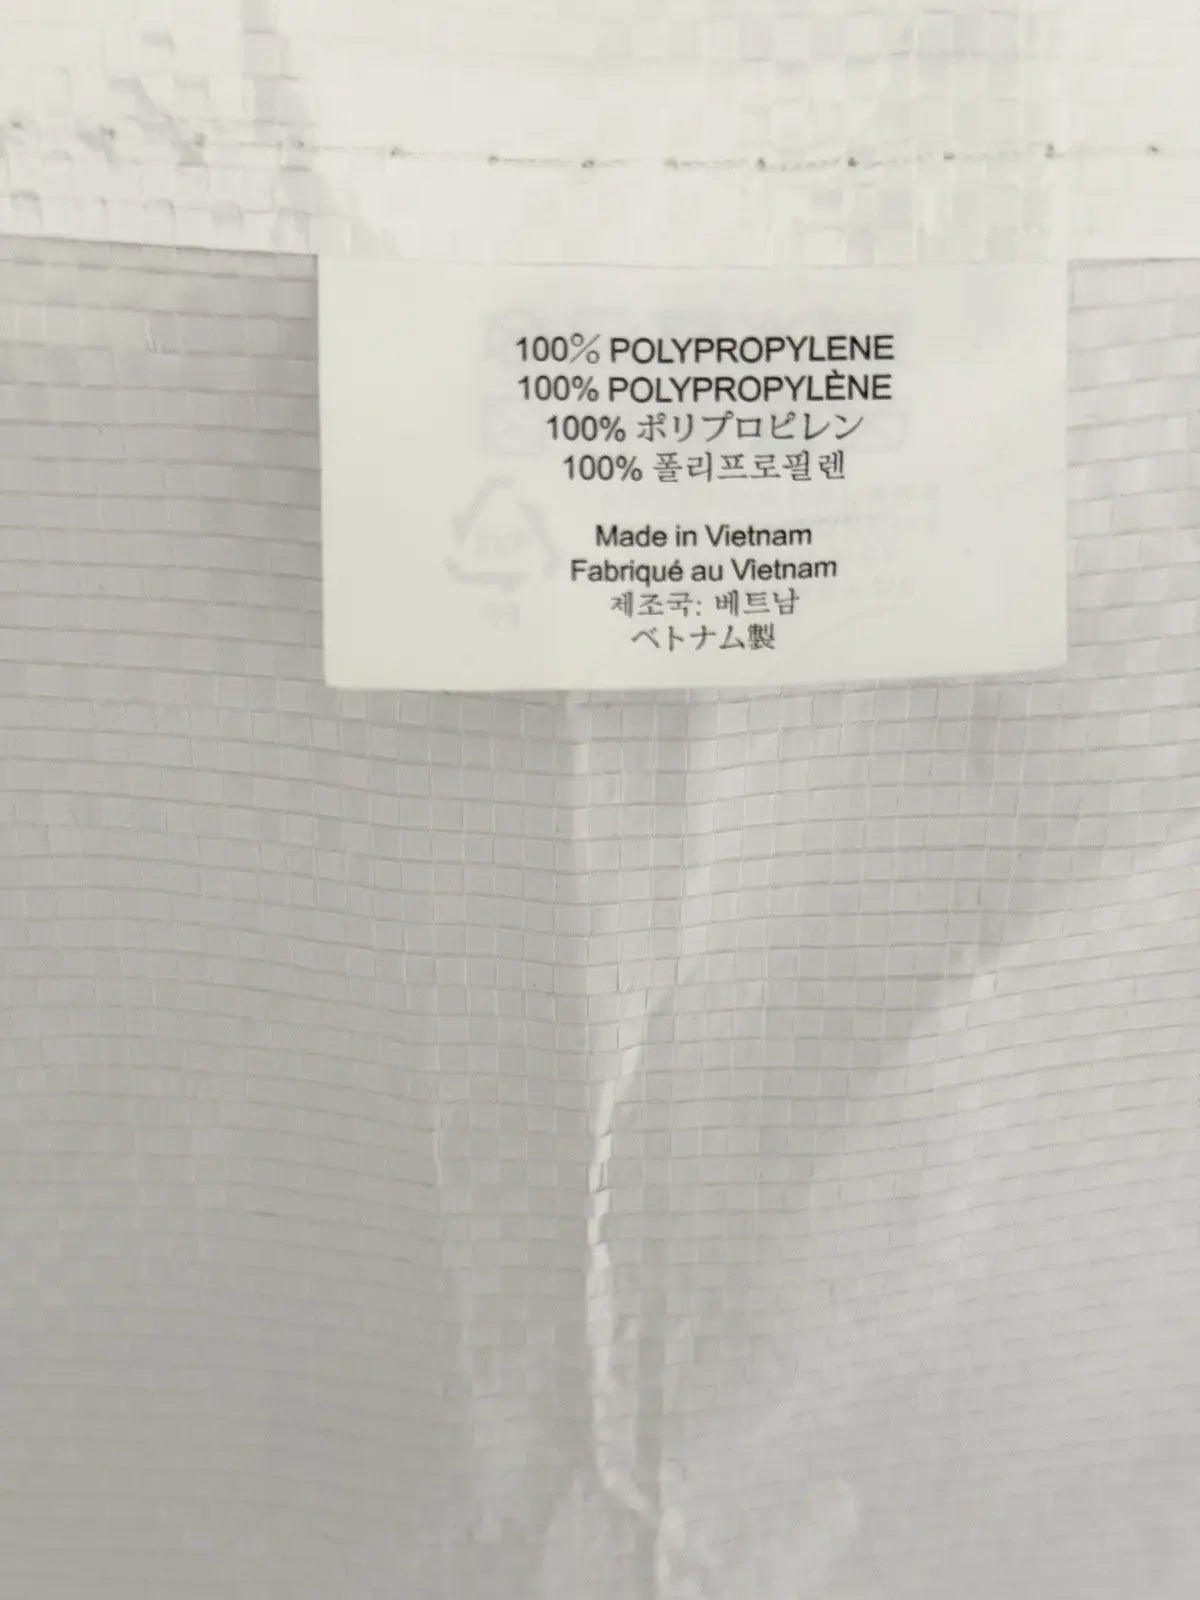 100% POLYPROPYLENE
100% POLYPROPYLÈNE
100% ポリプロピレン
100% 폴리프로필렌
Made in Vietnam
Fabriqué au Vietnam
제조국: 베트남
ベトナム製